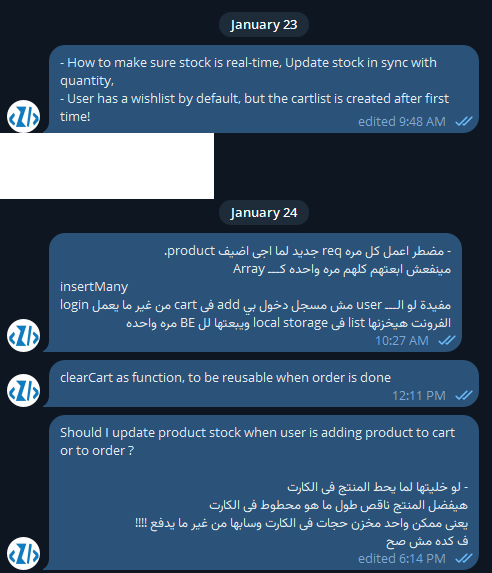 January 23
- How to make sure stock is real-time, Update stock in sync with
quantity,
- User has a wishlist by default, but the cartlist is created after first
time!
edited 9:48 AM
January 24
- مضطر اعمل كل مره req جديد لما اجى اضيف product.
مينفعش ابعتهم كلهم مره واحده كـــ Array
insertMany
مفيدة لو الـــ user مش مسجل دخول بي add فى cart من غير ما يعمل login
الفرونت هيخزنها list فى local storage ويبعتها لل BE مره واحده
10:27 AM
clearCart as function, to be reusable when order is done
12:11 PM
Should I update product stock when user is adding product to cart
or to order ?
- لو خليتها لما يحط المنتج فى الكارت
هيفضل المنتج ناقص طول ما هو محطوط فى الكارت
يعنى ممكن واحد مخزن حجات فى الكارت وسابها من غير ما يدفع !!!!
ف كده مش صح
edited 6:14 PM